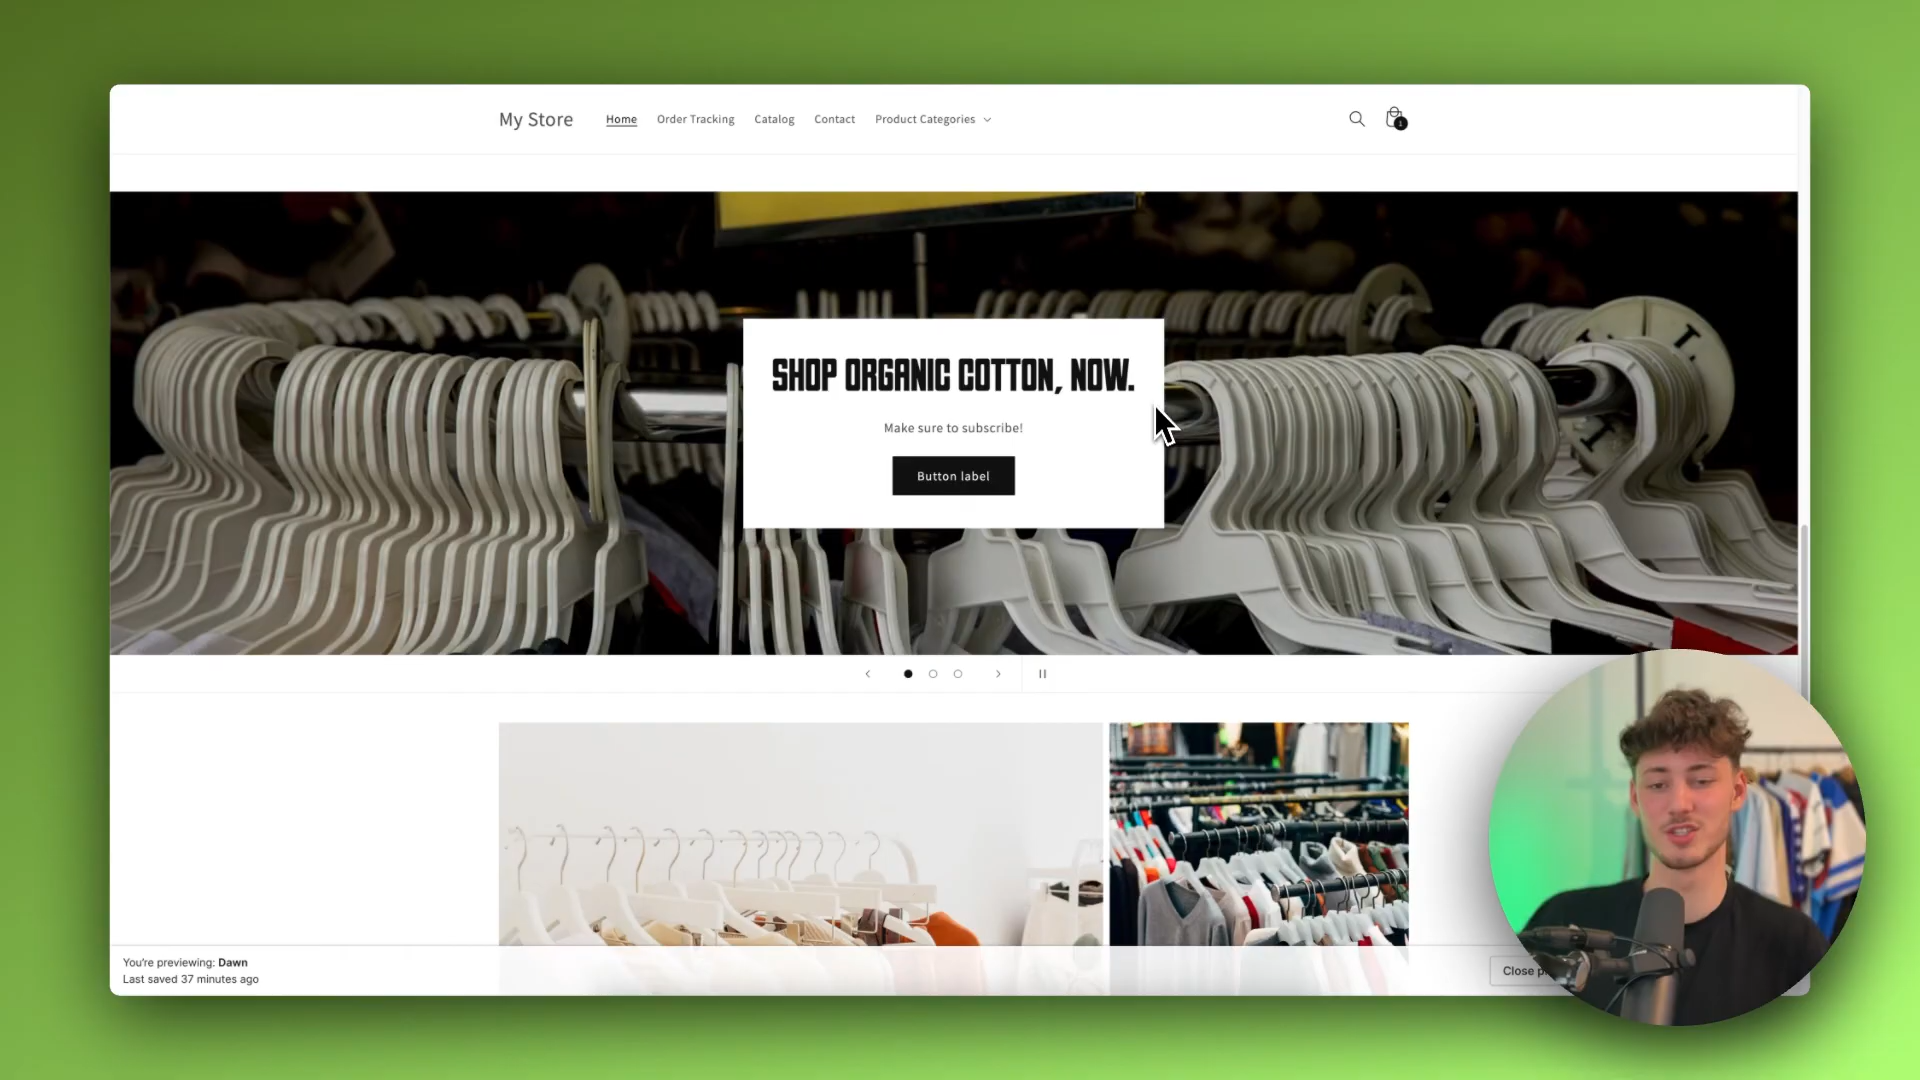 My Store Home Order Tracking Catalog Contact Product Categories
SHOP ORGANIC COTTON, NOW.
Make sure to subscribe!
Button label
You're previewing: Dawn
Last saved 37 minutes ago
Close